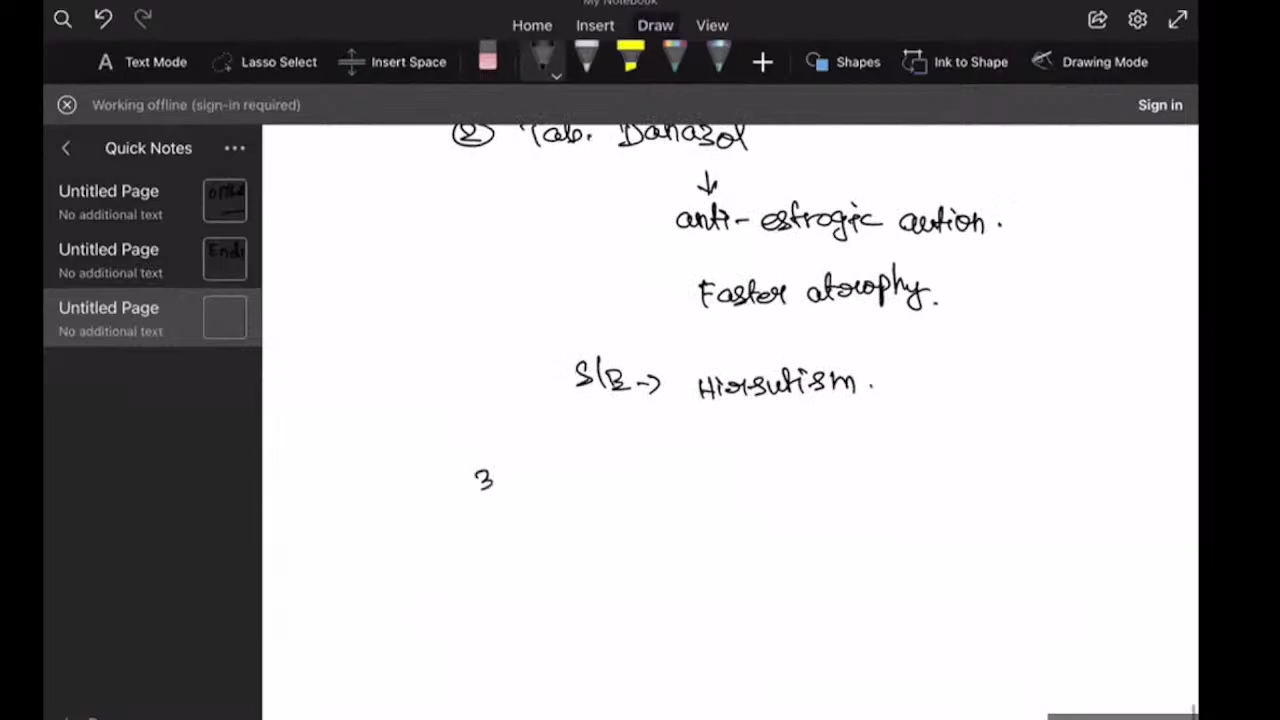 My Notebook
Home Insert Draw View
Text Mode Lasso Select Insert Space Shapes Ink to Shape Drawing Mode
Working offline (sign-in required) Sign in
Quick Notes
Untitled Page
No additional text
Untitled Page
No additional text
Untitled Page
No additional text
② Tab. Danazol
↓
anti-estrogic action.
Faster atrophy.
S/E → Hirsutism.
3